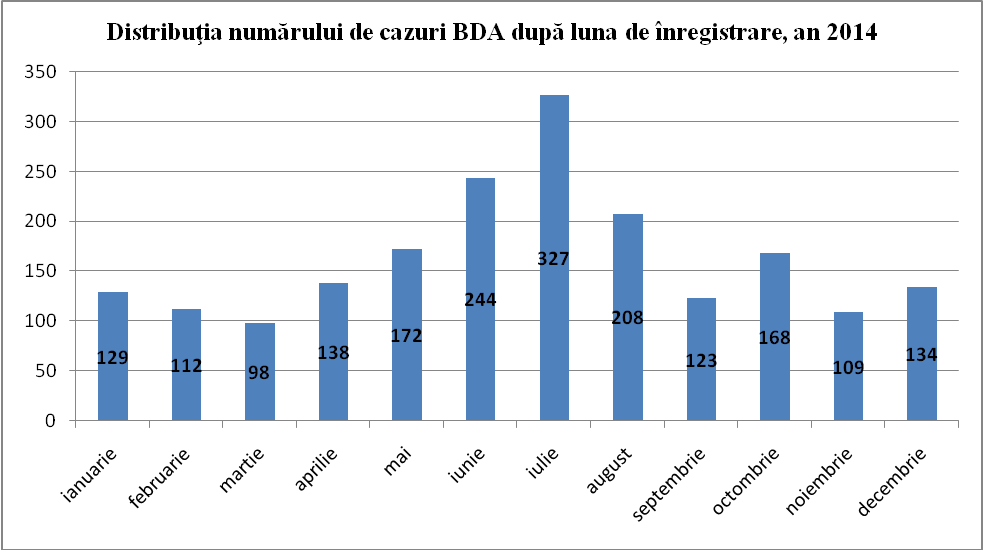 Distribuţia numărului de cazuri BDA după luna de înregistrare, an 2014
350
300
250
200
150
100
50
0
129
112
98
138
172
244
327
208
123
168
109
134
ianuarie
februarie
martie
aprilie
mai
iunie
iulie
august
septembrie
octombrie
noiembrie
decembrie